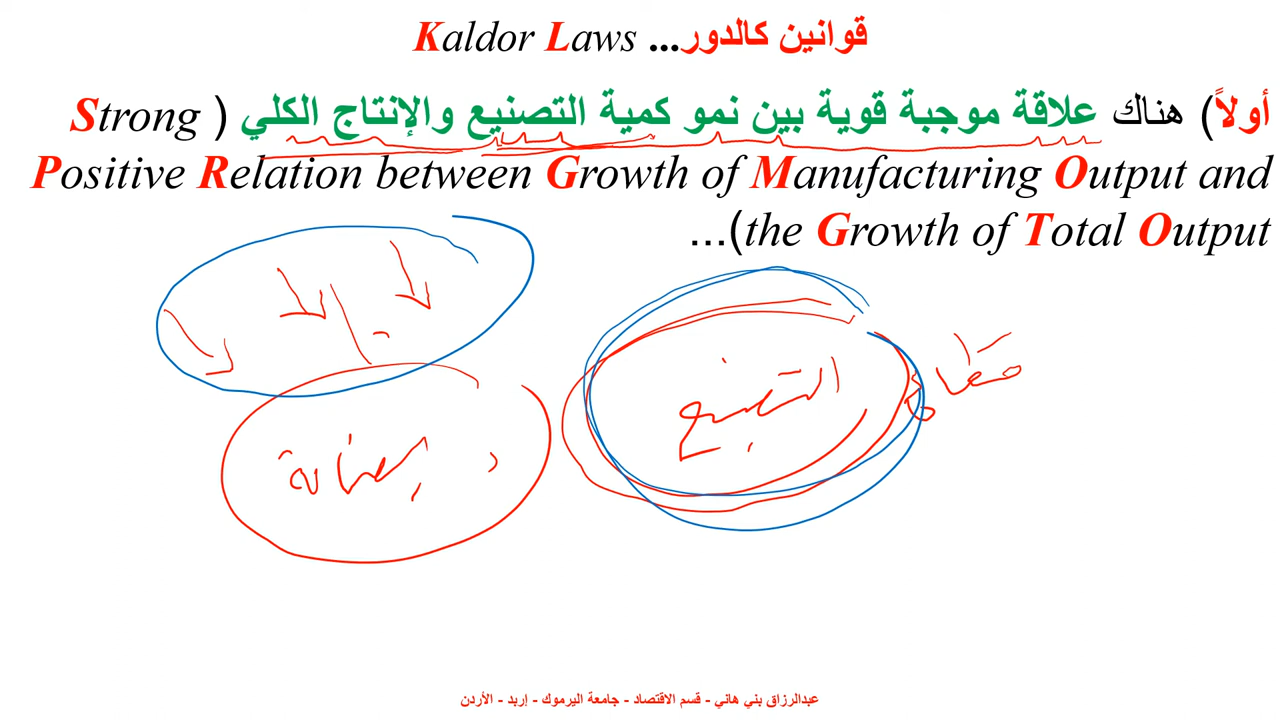 قوانين كالدور... Kaldor Laws
أولاً) هناك علاقة موجبة قوية بين نمو كمية التصنيع والإنتاج الكلي ( Strong
Positive Relation between Growth of Manufacturing Output and
the Growth of Total Output)...
التصنيع
الصناعة
عبدالرزاق بني هاني - قسم الاقتصاد - جامعة اليرموك - إربد - الأردن